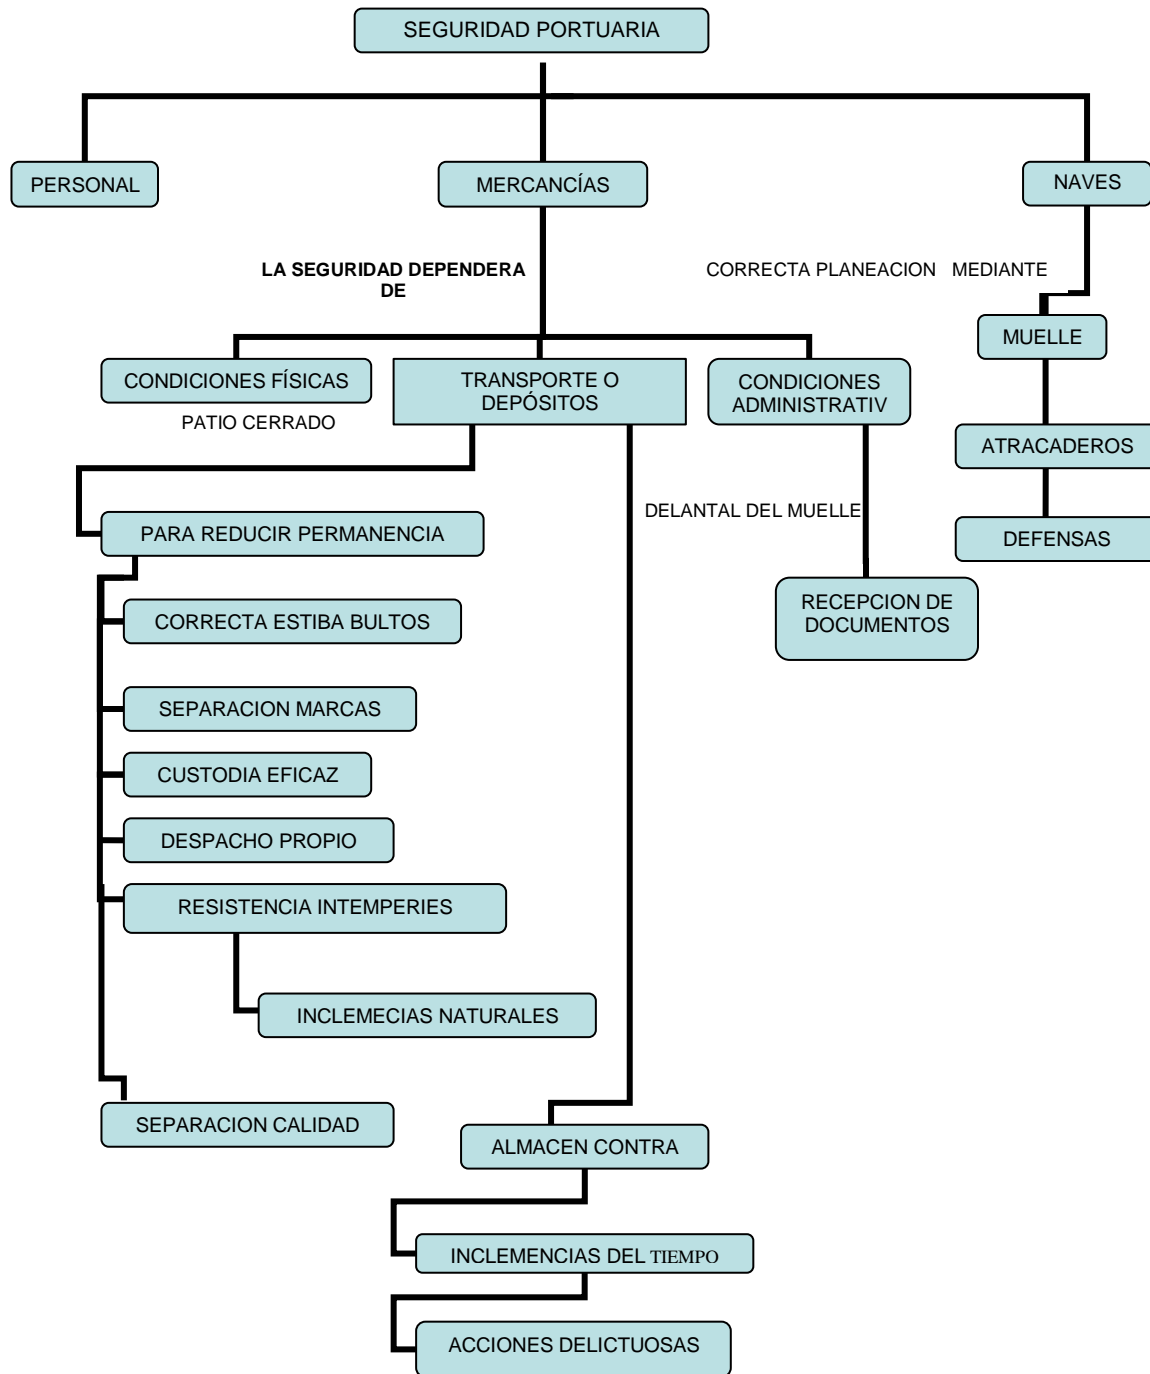 SEGURIDAD PORTUARIA
PERSONAL
MERCANCÍAS
NAVES
LA SEGURIDAD DEPENDERA
DE
CORRECTA PLANEACION MEDIANTE
MUELLE
CONDICIONES FÍSICAS
TRANSPORTE O
DEPÓSITOS
CONDICIONES
ADMINISTRATIV
PATIO CERRADO
ATRACADEROS
DELANTAL DEL MUELLE
PARA REDUCIR PERMANENCIA
DEFENSAS
RECEPCION DE
DOCUMENTOS
CORRECTA ESTIBA BULTOS
SEPARACION MARCAS
CUSTODIA EFICAZ
DESPACHO PROPIO
RESISTENCIA INTEMPERIES
INCLEMECIAS NATURALES
SEPARACION CALIDAD
ALMACEN CONTRA
INCLEMENCIAS DEL TIEMPO
ACCIONES DELICTUOSAS